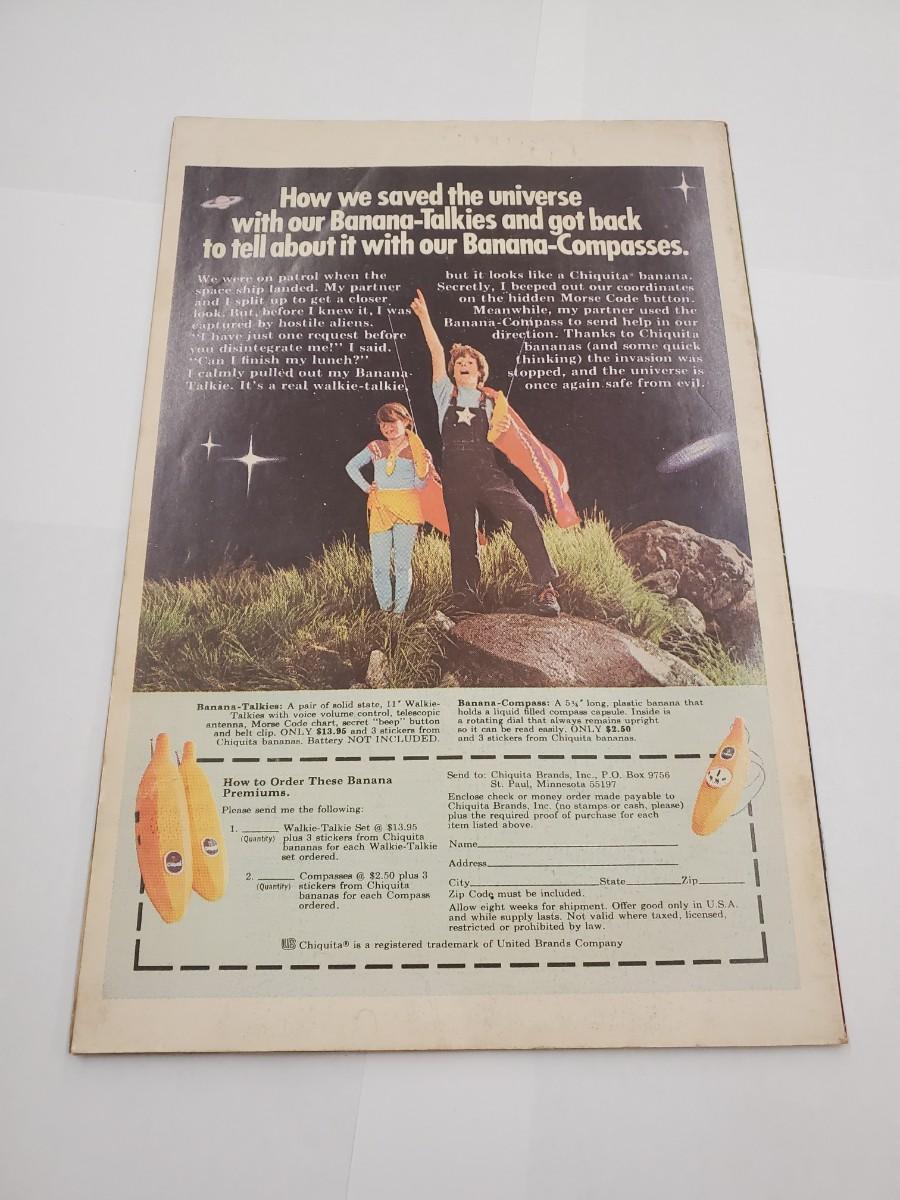 How we saved the universe
with our Banana-Talkies and got back
to tell about it with our Banana-Compasses.
We were on patrol when the
space ship landed. My partner
and I split up to get a closer
look. But, before I knew it, I was
captured by hostile aliens.
"I have just one request before
you disintegrate me!" I said.
"Can I finish my lunch?"
I calmly pulled out my Banana-
Talkie. It's a real walkie-talkie,
but it looks like a Chiquita® banana.
Secretly, I beeped out our coordinates
on the hidden Morse Code button.
Meanwhile, my partner used the
Banana-Compass to send help in our
direction. Thanks to Chiquita
bananas (and some quick
thinking) the invasion was
stopped, and the universe is
once again safe from evil.
Banana-Talkies: A pair of solid state, 11" Walkie-
Talkies with voice volume control, telescopic
antenna, Morse Code chart, secret "beep" button
and belt clip. ONLY $13.95 and 3 stickers from
Chiquita bananas. Battery NOT INCLUDED.
Banana-Compass: A 5¾" long, plastic banana that
holds a liquid filled compass capsule. Inside is
a rotating dial that always remains upright
so it can be read easily. ONLY $2.50
and 3 stickers from Chiquita bananas.
How to Order These Banana
Premiums.
Please send me the following:
1. ______ Walkie-Talkie Set @ $13.95
(Quantity) plus 3 stickers from Chiquita
bananas for each Walkie-Talkie
set ordered.
2. ______ Compasses @ $2.50 plus 3
(Quantity) stickers from Chiquita
bananas for each Compass
ordered.
Send to: Chiquita Brands, Inc., P.O. Box 9756
St. Paul, Minnesota 55197
Enclose check or money order made payable to
Chiquita Brands, Inc. (no stamps or cash, please)
plus the required proof of purchase for each
item listed above.
Name
Address
City State Zip
Zip Code must be included.
Allow eight weeks for shipment. Offer good only in U.S.A.
and while supply lasts. Not valid where taxed, licensed,
restricted or prohibited by law.
UB Chiquita® is a registered trademark of United Brands Company